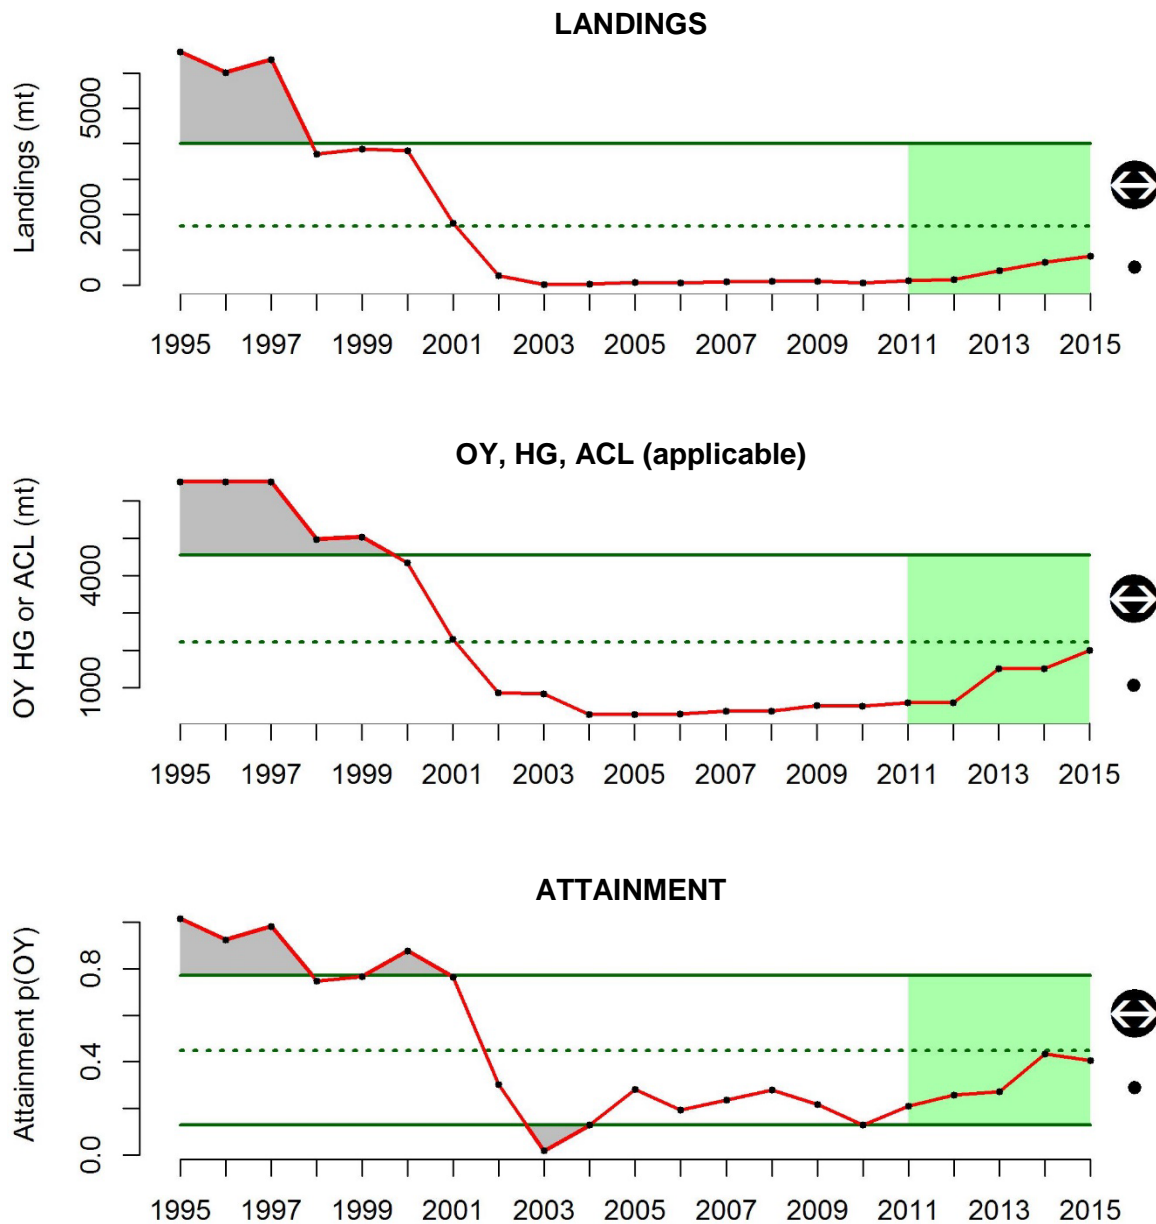 LANDINGS
Landings (mt)
5000
2000
0
1995 1997 1999 2001 2003 2005 2007 2009 2011 2013 2015
OY, HG, ACL (applicable)
OY HG or ACL (mt)
4000
1000
1995 1997 1999 2001 2003 2005 2007 2009 2011 2013 2015
ATTAINMENT
Attainment p(OY)
0.8
0.4
0.0
1995 1997 1999 2001 2003 2005 2007 2009 2011 2013 2015